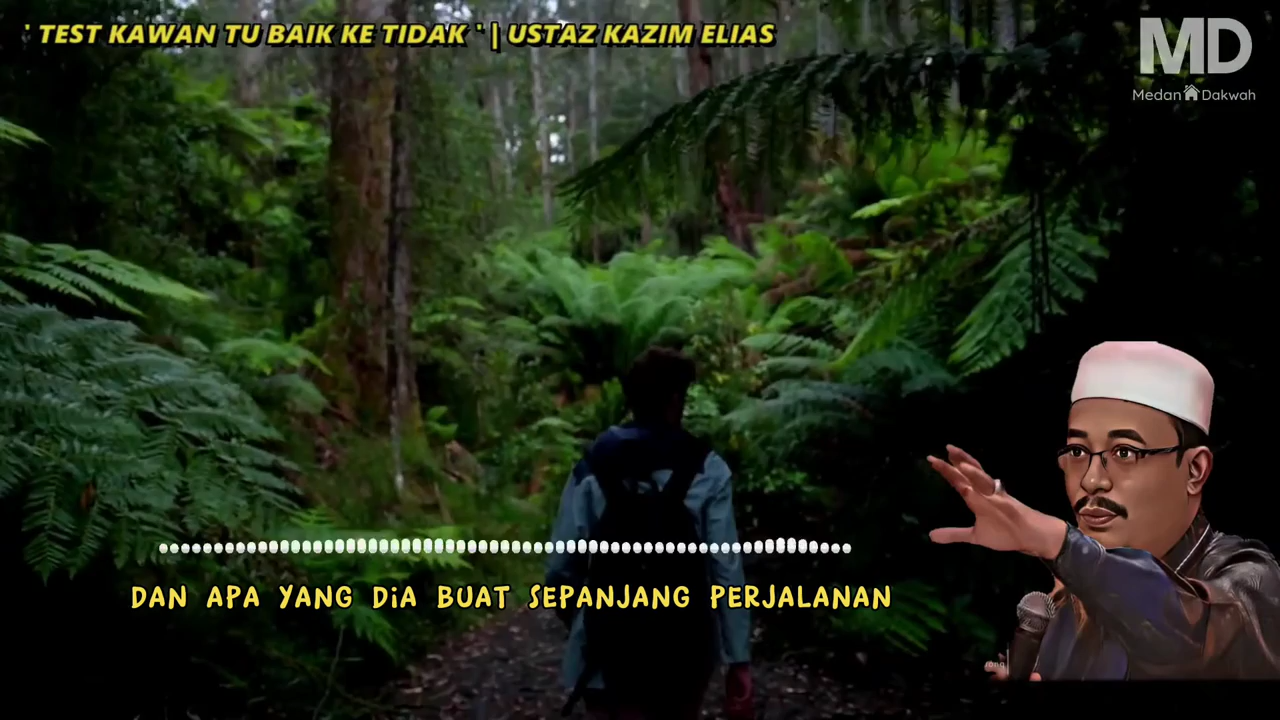 ' TEST KAWAN TU BAIK KE TIDAK ' | USTAZ KAZIM ELIAS
MD
Medan Dakwah
DAN APA YANG DiA BUAT SEPANJANG PERJALANAN